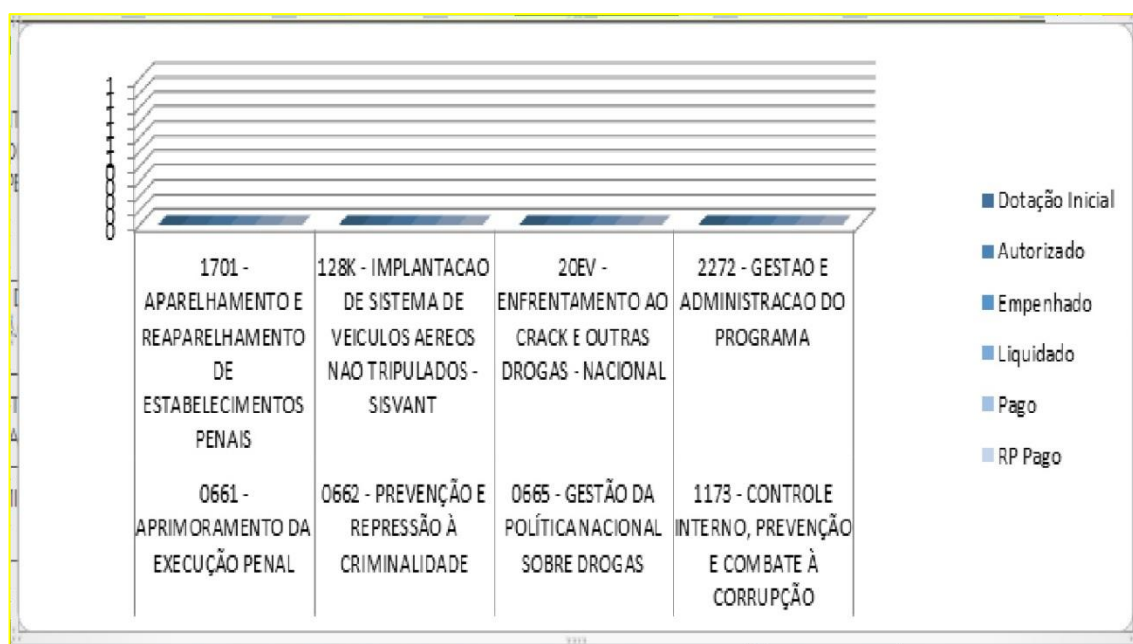 1
1
1
1
1
1
0
0
0
0
0
1701 -
APARELHAMENTO E
REAPARELHAMENTO
DE
ESTABELECIMENTOS
PENAIS
128K - IMPLANTACAO
DE SISTEMA DE
VEICULOS AEREOS
NAO TRIPULADOS -
SISVANT
20EV -
ENFRENTAMENTO AO
CRACK E OUTRAS
DROGAS - NACIONAL
2272 - GESTAO E
ADMINISTRACAO DO
PROGRAMA
0661 -
APRIMORAMENTO DA
EXECUÇÃO PENAL
0662 - PREVENÇÃO E
REPRESSÃO À
CRIMINALIDADE
0665 - GESTÃO DA
POLÍTICA NACIONAL
SOBRE DROGAS
1173 - CONTROLE
INTERNO, PREVENÇÃO
E COMBATE À
CORRUPÇÃO
Dotação Inicial
Autorizado
Empenhado
Liquidado
Pago
RP Pago